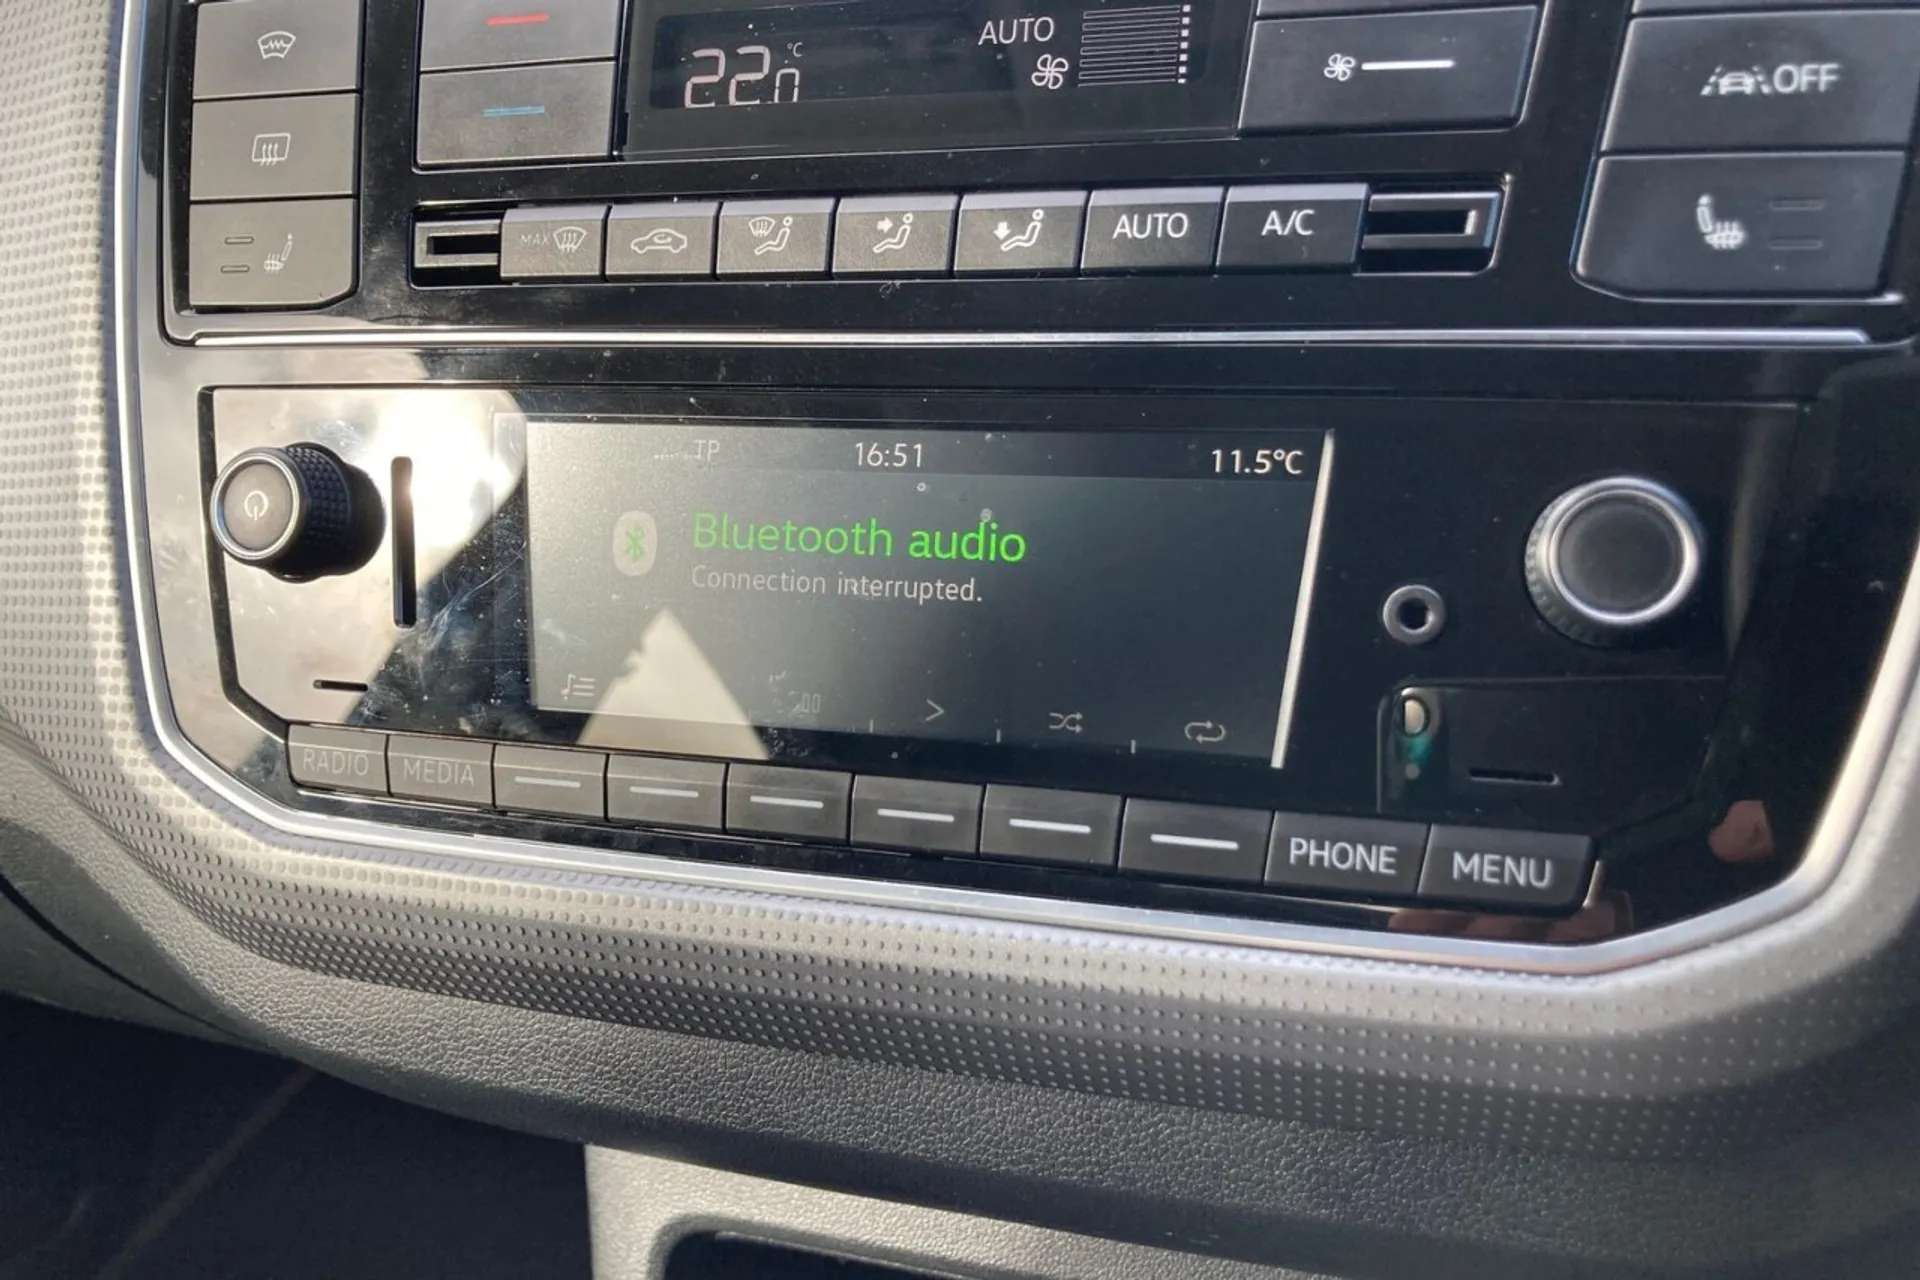 AUTO
22.0 °C
OFF
MAX
AUTO
A/C
TP
16:51
11.5°C
Bluetooth audio
Connection interrupted.
RADIO
MEDIA
PHONE
MENU